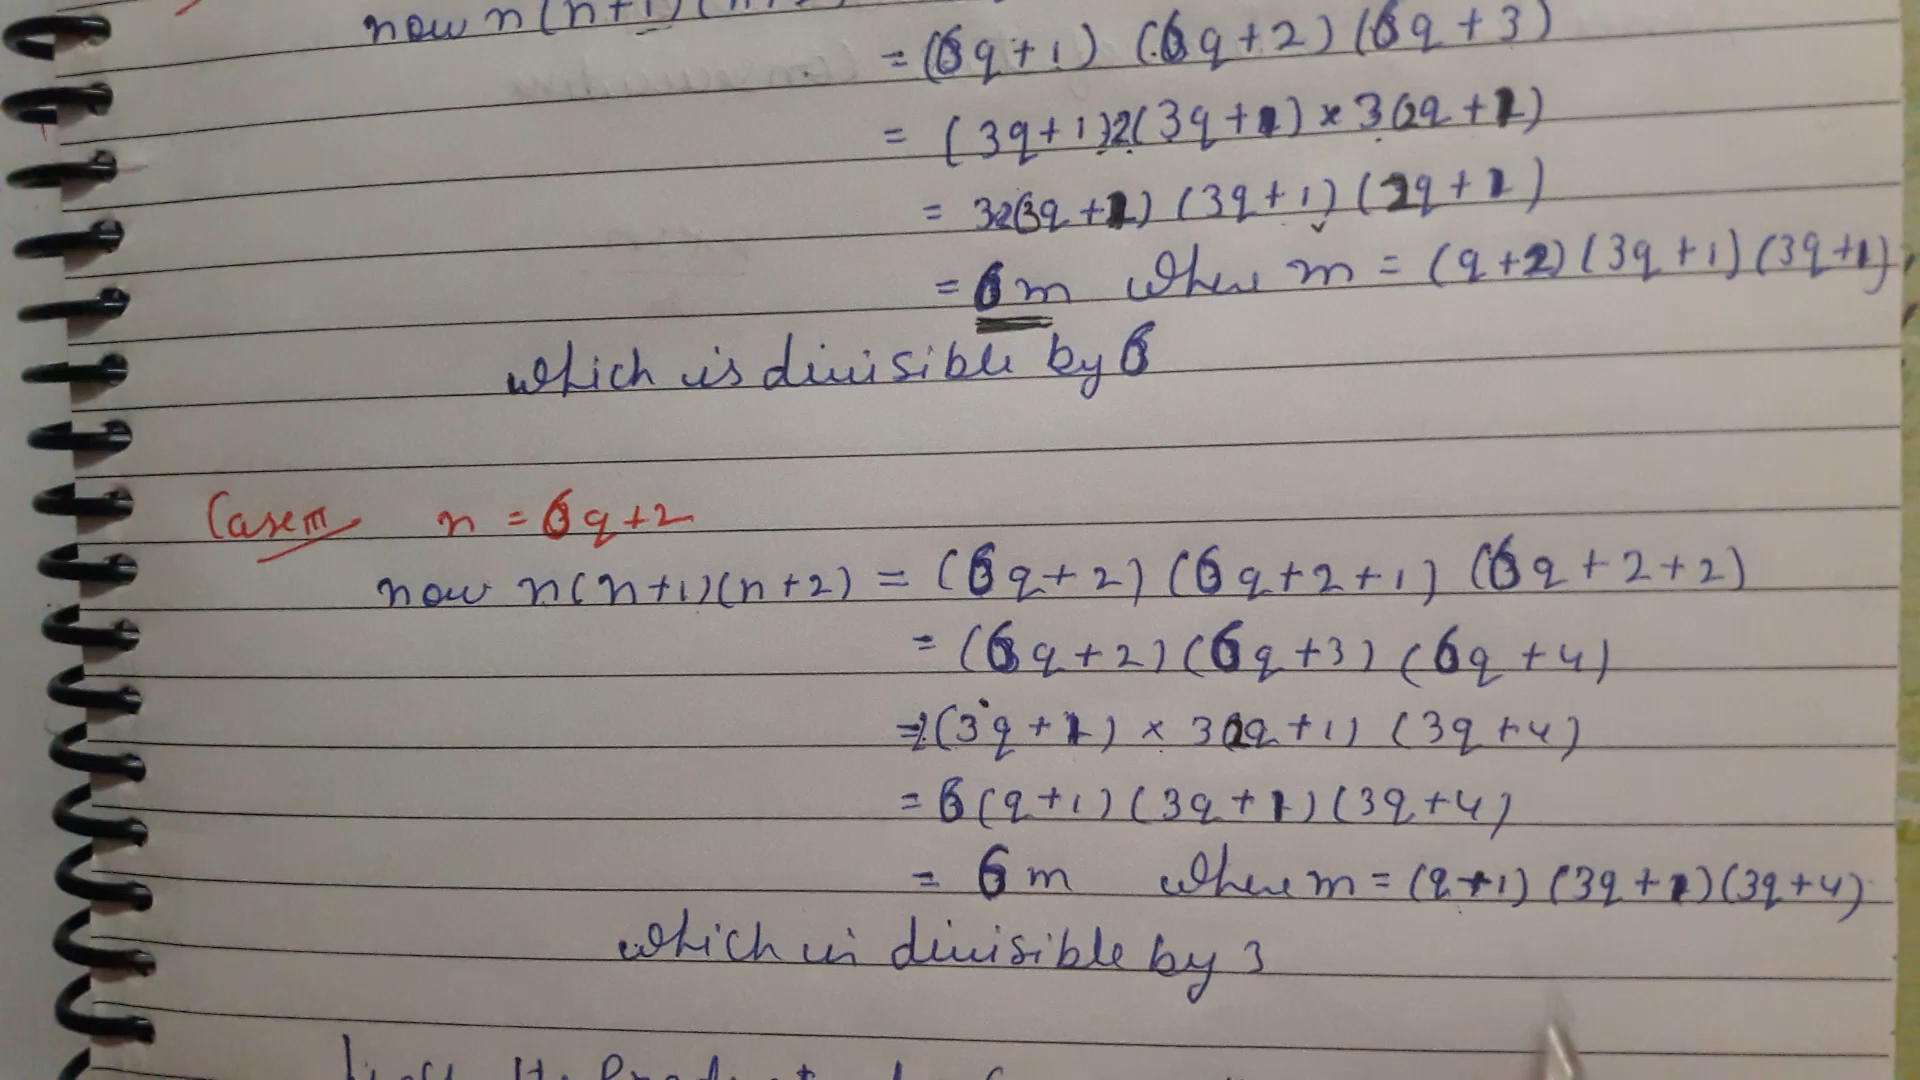 now n(n+1)(n+2)
= (6q+1) (6q+2) (6q+3)
= (3q+1)2(3q+1) × 3(2q+1)
= 32(3q+1) (3q+1) (2q+1)
= 6m where m = (q+2) (3q+1) (3q+1)
which is divisible by 6
Case III n = 6q+2
now n(n+1)(n+2) = (6q+2) (6q+2+1) (6q+2+2)
= (6q+2) (6q+3) (6q+4)
=2(3q+1) × 3(2q+1) (3q+4)
= 6(q+1) (3q+1) (3q+4)
= 6m where m = (q+1) (3q+1) (3q+4)
which is divisible by 3